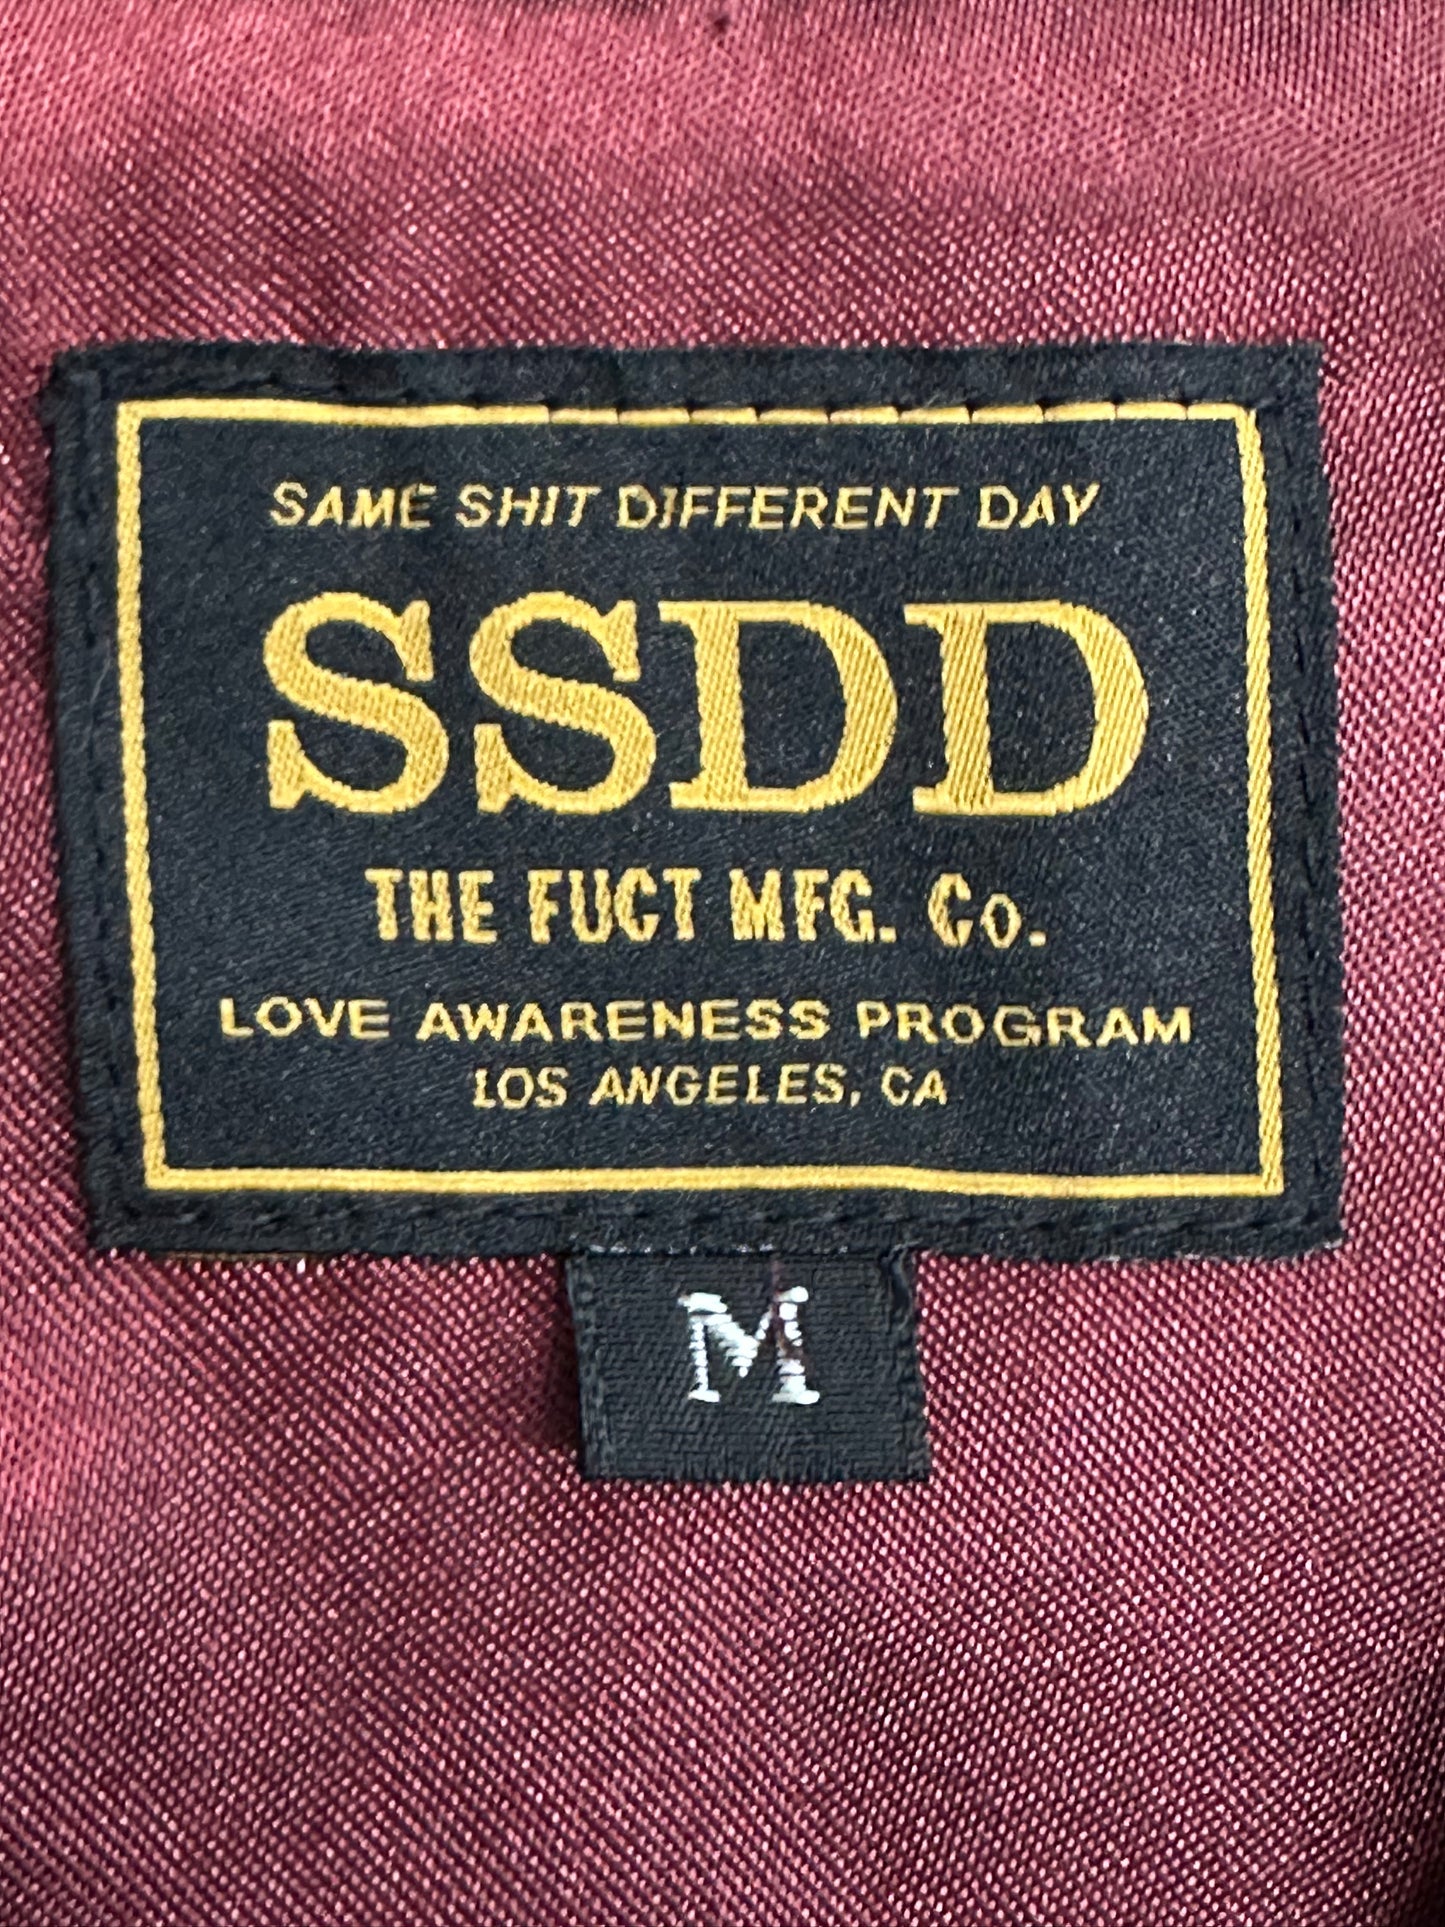 SAME SHIT DIFFERENT DAY
SSDD
THE FUCT MFG. Co.
LOVE AWARENESS PROGRAM
LOS ANGELES, CA
M